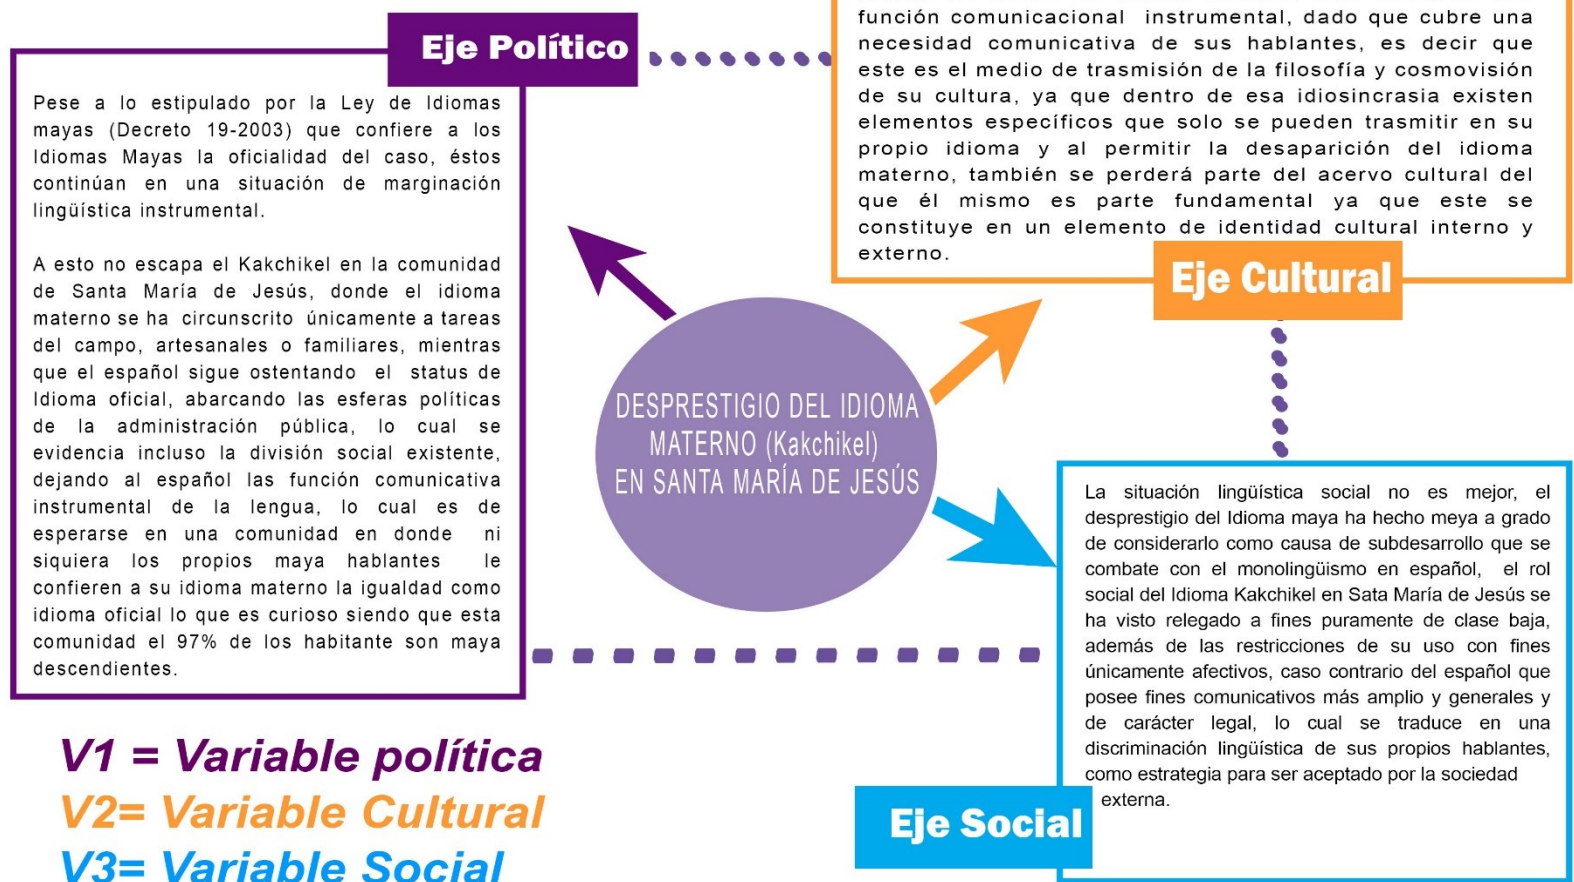 Eje Político
Pese a lo estipulado por la Ley de Idiomas
mayas (Decreto 19-2003) que confiere a los
Idiomas Mayas la oficialidad del caso, éstos
continúan en una situación de marginación
lingüística instrumental.
A esto no escapa el Kakchikel en la comunidad
de Santa María de Jesús, donde el idioma
materno se ha circunscrito únicamente a tareas
del campo, artesanales o familiares, mientras
que el español sigue ostentando el status de
Idioma oficial, abarcando las esferas políticas
de la administración pública, lo cual se
evidencia incluso la división social existente,
dejando al español las función comunicativa
instrumental de la lengua, lo cual es de
esperarse en una comunidad en donde ni
siquiera los propios maya hablantes le
confieren a su idioma materno la igualdad como
idioma oficial lo que es curioso siendo que esta
comunidad el 97% de los habitante son maya
descendientes.
función comunicacional instrumental, dado que cubre una
necesidad comunicativa de sus hablantes, es decir que
este es el medio de trasmisión de la filosofía y cosmovisión
de su cultura, ya que dentro de esa idiosincrasia existen
elementos específicos que solo se pueden trasmitir en su
propio idioma y al permitir la desaparición del idioma
materno, también se perderá parte del acervo cultural del
que él mismo es parte fundamental ya que este se
constituye en un elemento de identidad cultural interno y
externo.
Eje Cultural
DESPRESTIGIO DEL IDIOMA
MATERNO (Kakchikel)
EN SANTA MARÍA DE JESÚS
La situación lingüística social no es mejor, el
desprestigio del Idioma maya ha hecho meya a grado
de considerarlo como causa de subdesarrollo que se
combate con el monolingüismo en español, el rol
social del Idioma Kakchikel en Sata María de Jesús se
ha visto relegado a fines puramente de clase baja,
además de las restricciones de su uso con fines
únicamente afectivos, caso contrario del español que
posee fines comunicativos más amplio y generales y
de carácter legal, lo cual se traduce en una
discriminación lingüística de sus propios hablantes,
como estrategia para ser aceptado por la sociedad
externa.
Eje Social
V1 = Variable política
V2= Variable Cultural
V3= Variable Social